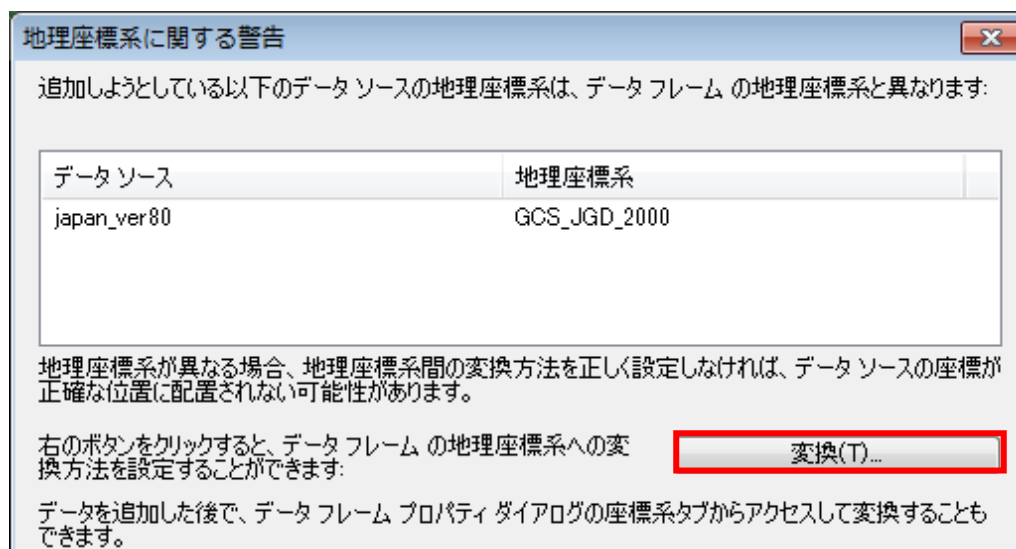 地理座標系に関する警告
追加しようとしている以下のデータ ソースの地理座標系は、データ フレーム の地理座標系と異なります:
データ ソース 地理座標系
japan_ver80 GCS_JGD_2000
地理座標系が異なる場合、地理座標系間の変換方法を正しく設定しなければ、データ ソースの座標が
正確な位置に配置されない可能性があります。
右のボタンをクリックすると、データ フレーム の地理座標系への変
換方法を設定することができます:
変換(T)...
データを追加した後で、データ フレーム プロパティ ダイアログの座標系タブからアクセスして変換することも
できます。